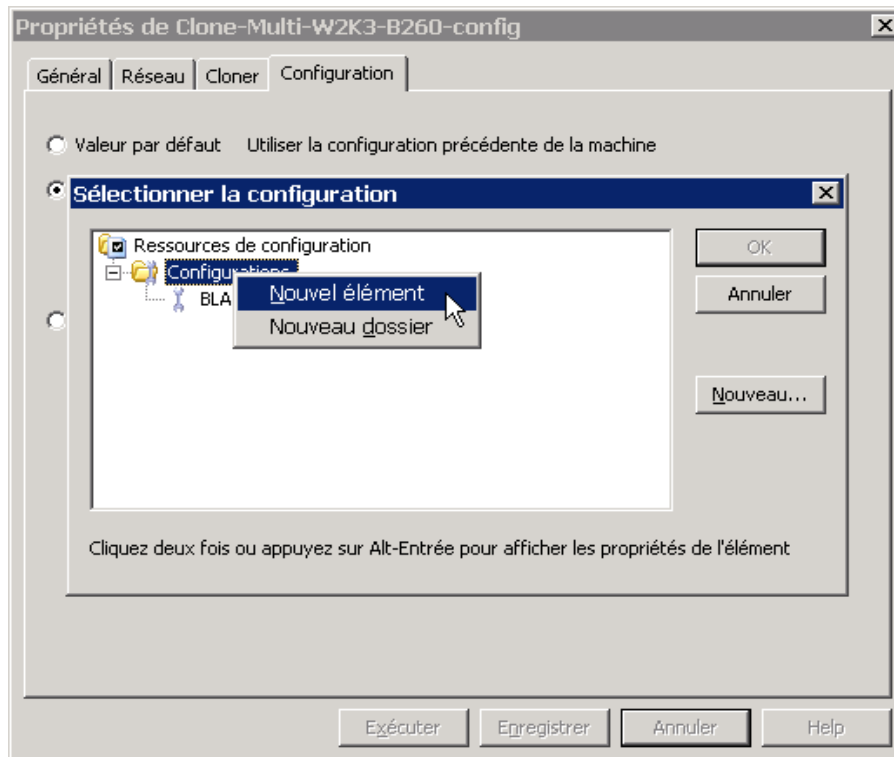 Propriétés de Clone-Multi-W2K3-B260-config
Général Réseau Cloner Configuration
Valeur par défaut Utiliser la configuration précédente de la machine
Sélectionner la configuration
Ressources de configuration
OK
Configurations
Nouvel élément
Annuler
BLA
Nouveau dossier
Nouveau...
Cliquez deux fois ou appuyez sur Alt-Entrée pour afficher les propriétés de l'élément
Exécuter Enregistrer Annuler Help